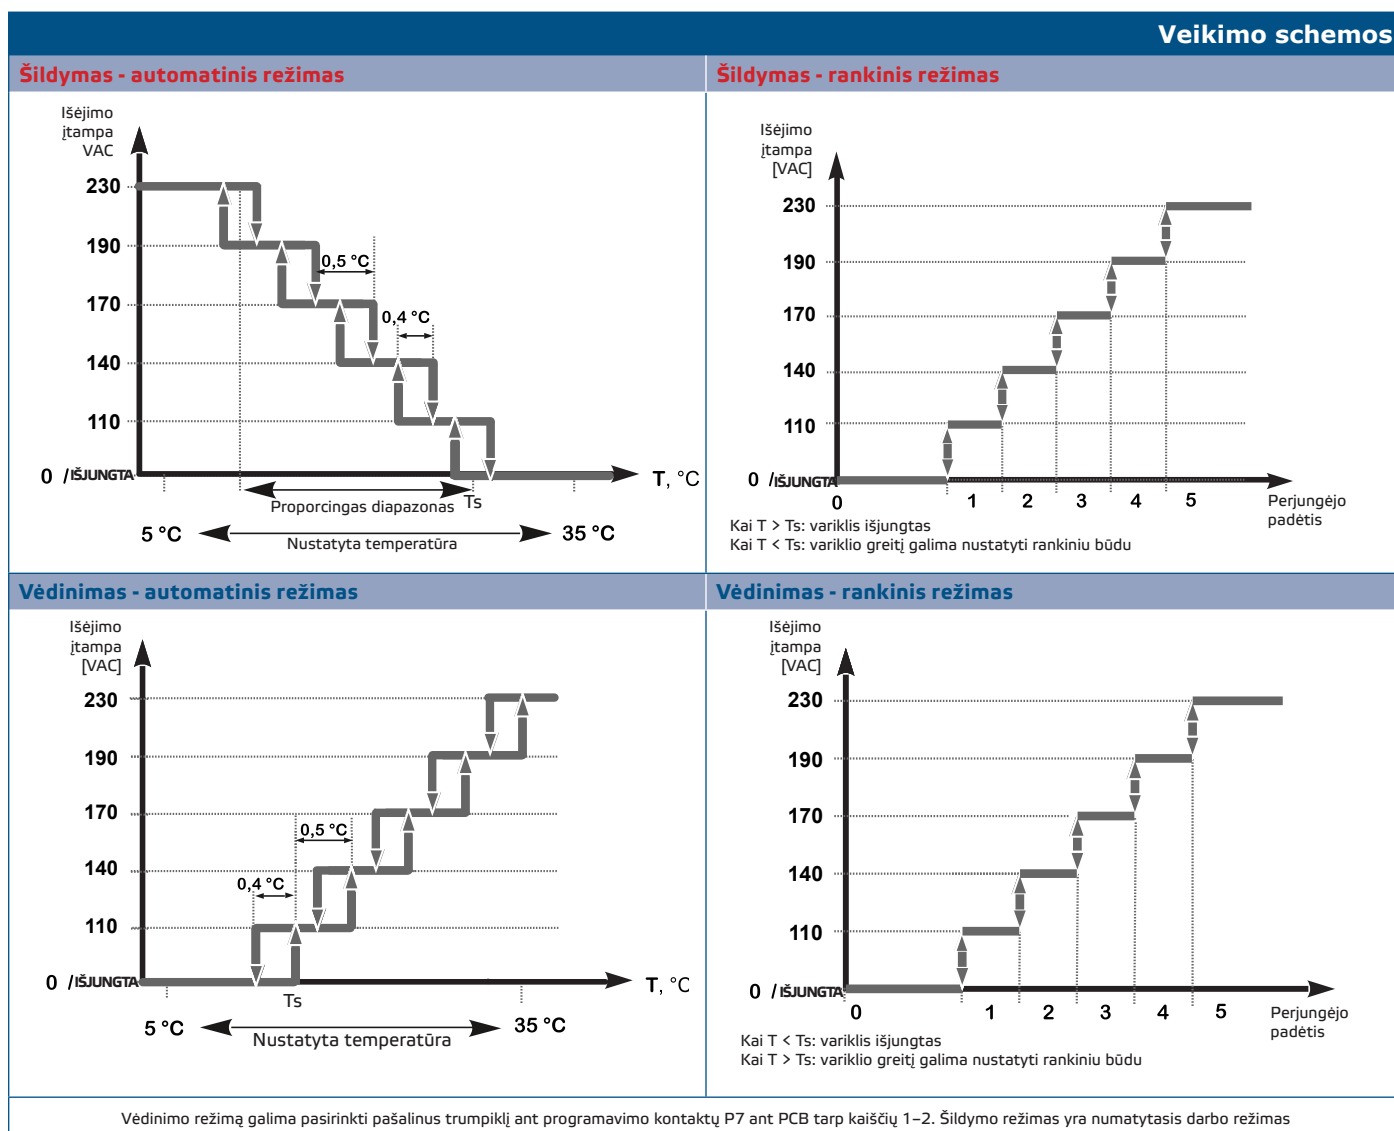 Veikimo schemos
Šildymas - automatinis režimas
Išėjimo
įtampa
VAC
230
190
170
140
110
0 /IŠJUNGTA
0,5 °C
0,4 °C
T, °C
Proporcingas diapazonas
Ts
5 °C
35 °C
Nustatyta temperatūra
Šildymas - rankinis režimas
Išėjimo
įtampa
[VAC]
230
190
170
140
110
0 /IŠJUNGTA
0 1 2 3 4 5
Perjungėjo
padėtis
Kai T > Ts: variklis išjungtas
Kai T < Ts: variklio greitį galima nustatyti rankiniu būdu
Vėdinimas - automatinis režimas
Išėjimo
įtampa
[VAC]
230
190
170
140
110
0 /IŠJUNGTA
0,5 °C
0,4 °C
T, °C
Ts
5 °C
35 °C
Nustatyta temperatūra
Vėdinimas - rankinis režimas
Išėjimo
įtampa
[VAC]
230
190
170
140
110
0 /IŠJUNGTA
0 1 2 3 4 5
Perjungėjo
padėtis
Kai T < Ts: variklis išjungtas
Kai T > Ts: variklio greitį galima nustatyti rankiniu būdu
Vėdinimo režimą galima pasirinkti pašalinus trumpiklį ant programavimo kontaktų P7 ant PCB tarp kaiščių 1–2. Šildymo režimas yra numatytasis darbo režimas